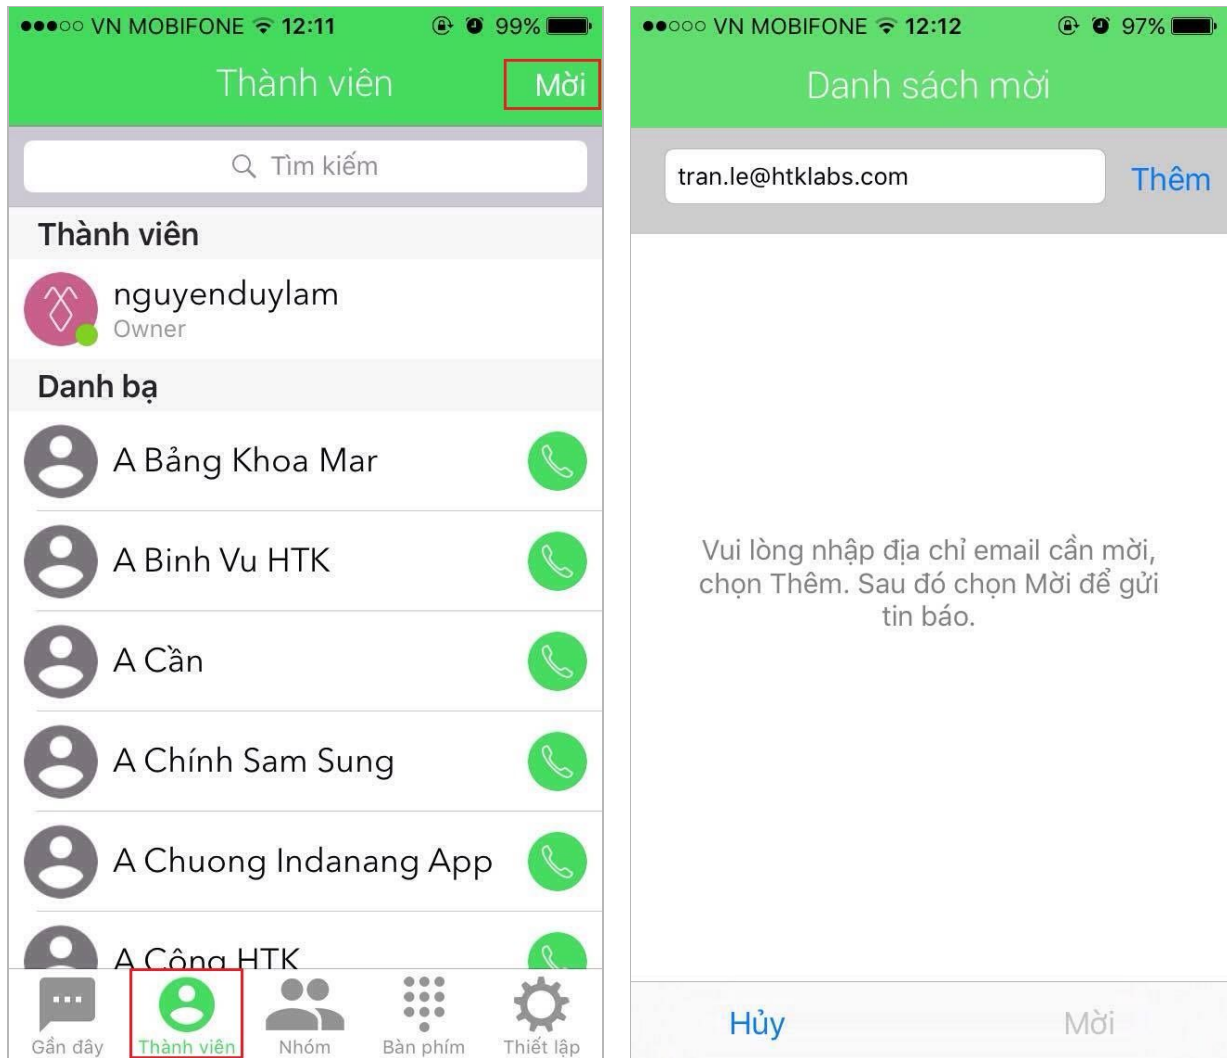 VN MOBIFONE 12:11 99%
Thành viên Mời
Tìm kiếm
Thành viên
nguyenduylam
Owner
Danh bạ
A Bảng Khoa Mar
A Binh Vu HTK
A Cần
A Chính Sam Sung
A Chuong Indanang App
A Công HTK
Gần đây Thành viên Nhóm Bàn phím Thiết lập
VN MOBIFONE 12:12 97%
Danh sách mời
tran.le@htklabs.com Thêm
Vui lòng nhập địa chỉ email cần mời,
chọn Thêm. Sau đó chọn Mời để gửi
tin báo.
Hủy Mời